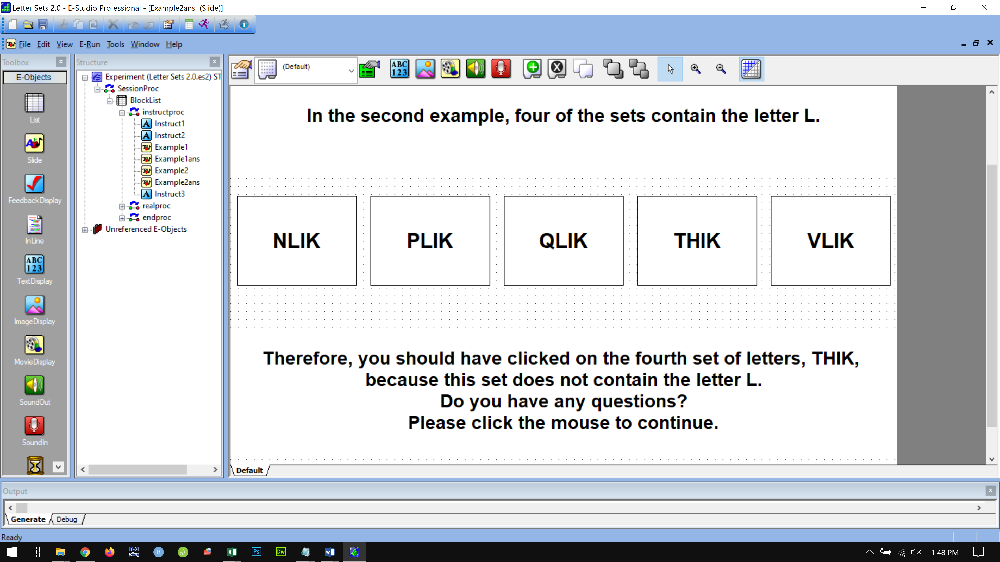 Letter Sets 2.0 - E-Studio Professional - [Example2ans (Slide)]
File Edit View E-Run Tools Window Help
Toolbox
E-Objects
List
Slide
FeedbackDisplay
InLine
ABC
123
TextDisplay
ImageDisplay
MovieDisplay
SoundOut
SoundIn
Structure
Experiment (Letter Sets 2.0.es2) ST
SessionProc
BlockList
instructproc
Instruct1
Instruct2
Example1
Example1ans
Example2
Example2ans
Instruct3
realproc
endproc
Unreferenced E-Objects
(Default)
ABC
123
In the second example, four of the sets contain the letter L.
NLIK PLIK QLIK THIK VLIK
Therefore, you should have clicked on the fourth set of letters, THIK,
because this set does not contain the letter L.
Do you have any questions?
Please click the mouse to continue.
Default
Output
Generate Debug
Ready
Mplus6 R Ps Dw 1:48 PM